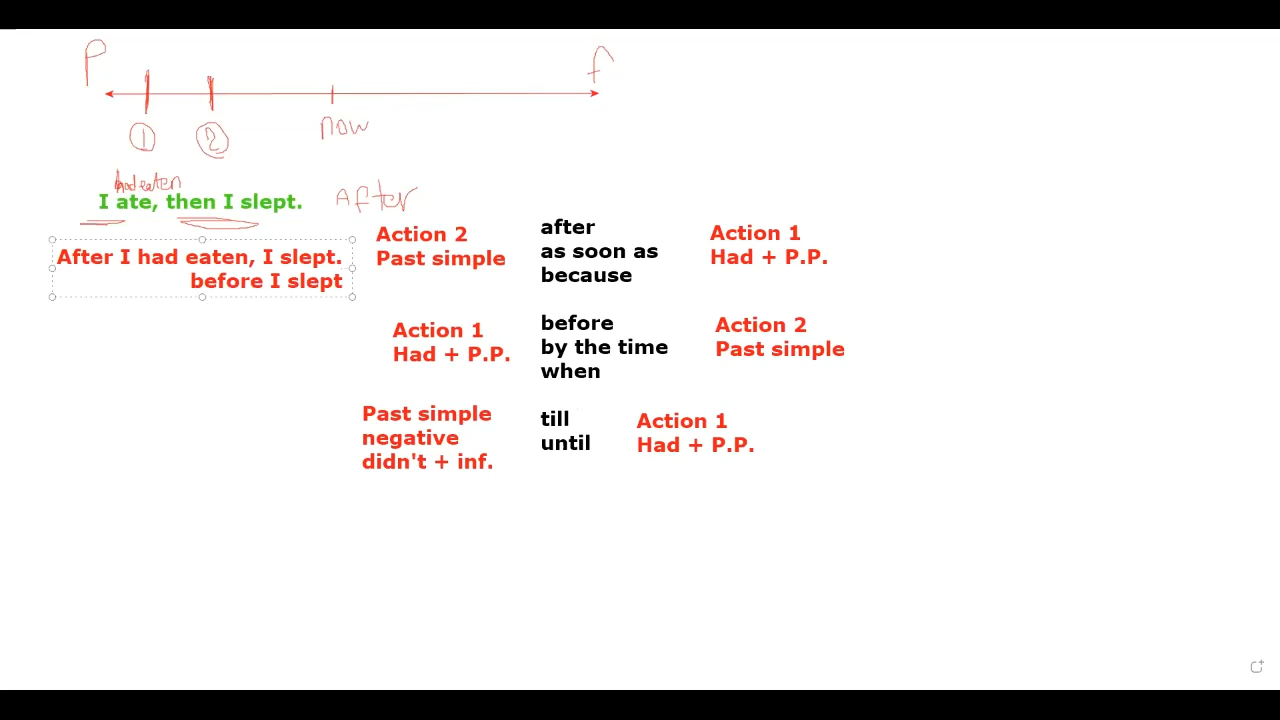 P
f
1
2
now
had eaten
I ate, then I slept.
After
After I had eaten, I slept.
before I slept
Action 2
Past simple
after
as soon as
because
Action 1
Had + P.P.
Action 1
Had + P.P.
before
by the time
when
Action 2
Past simple
Past simple
negative
didn't + inf.
till
until
Action 1
Had + P.P.